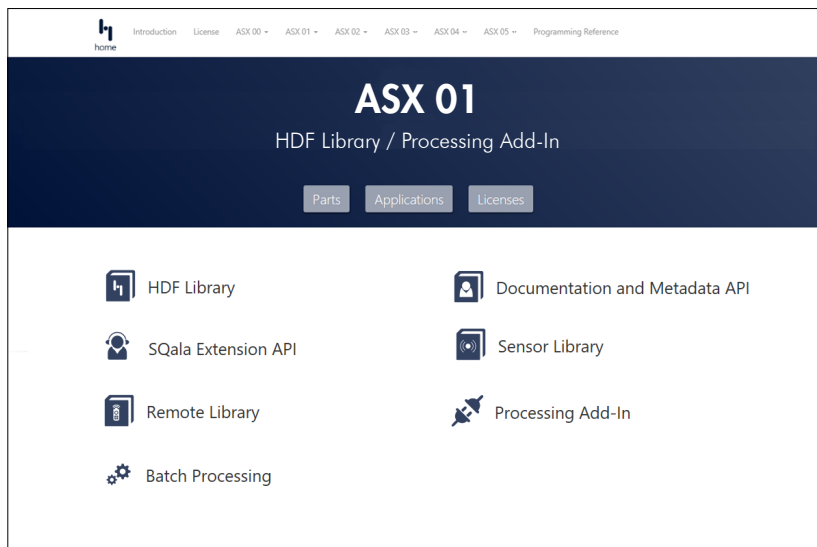 home
Introduction License ASX 00 ASX 01 ASX 02 ASX 03 ASX 04 ASX 05 Programming Reference
ASX 01
HDF Library / Processing Add-In
Parts Applications Licenses
HDF Library
Documentation and Metadata API
SQala Extension API
Sensor Library
Remote Library
Processing Add-In
Batch Processing